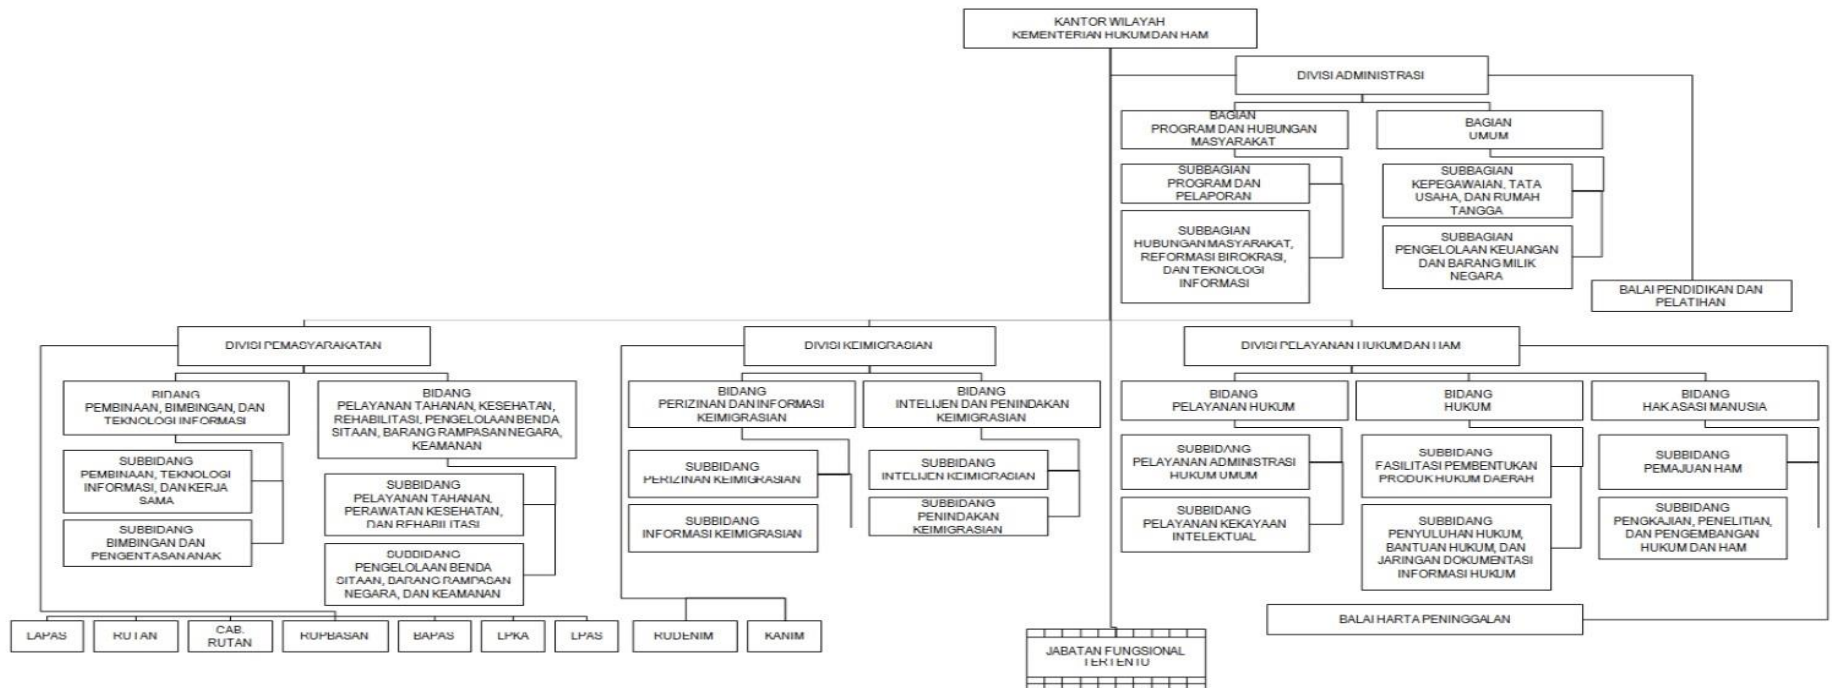 KANTOR WILAYAH
KEMENTERIAN HUKUM DAN HAM
DIVISI ADMINISTRASI
BAGIAN
PROGRAM DAN HUBUNGAN
MASYARAKAT
BAGIAN
UMUM
SUBBAGIAN
PROGRAM DAN
PELAPORAN
SUBBAGIAN
KEPEGAWAIAN, TATA
USAHA, DAN RUMAH
TANGGA
SUBBAGIAN
HUBUNGAN MASYARAKAT,
REFORMASI BIROKRASI,
DAN TEKNOLOGI
INFORMASI
SUBBAGIAN
PENGELOLAAN KEUANGAN
DAN BARANG MILIK
NEGARA
BALAI PENDIDIKAN DAN
PELATIHAN
DIVISI PEMASYARAKATAN
DIVISI KEIMIGRASIAN
DIVISI PELAYANAN HUKUM DAN HAM
BIDANG
PEMBINAAN, BIMBINGAN, DAN
TEKNOLOGI INFORMASI
BIDANG
PELAYANAN TAHANAN, KESEHATAN,
REHABILITASI, PENGELOLAAN BENDA
SITAAN, BARANG RAMPASAN NEGARA,
KEAMANAN
BIDANG
PERIZINAN DAN INFORMASI
KEIMIGRASIAN
BIDANG
INTELIJEN DAN PENINDAKAN
KEIMIGRASIAN
BIDANG
PELAYANAN HUKUM
BIDANG
HUKUM
BIDANG
HAK ASASI MANUSIA
SUBBIDANG
PEMBINAAN, TEKNOLOGI
INFORMASI, DAN KERJA
SAMA
SUBBIDANG
BIMBINGAN DAN
PENGENTASAN ANAK
SUBBIDANG
PELAYANAN TAHANAN,
PERAWATAN KESEHATAN,
DAN REHABILITASI
SUBBIDANG
PENGELOLAAN BENDA
SITAAN, BARANG RAMPASAN
NEGARA, DAN KEAMANAN
SUBBIDANG
PERIZINAN KEIMIGRASIAN
SUBBIDANG
INFORMASI KEIMIGRASIAN
SUBBIDANG
INTELIJEN KEIMIGRASIAN
SUBBIDANG
PENINDAKAN
KEIMIGRASIAN
SUBBIDANG
PELAYANAN ADMINISTRASI
HUKUM UMUM
SUBBIDANG
PELAYANAN KEKAYAAN
INTELEKTUAL
SUBBIDANG
FASILITASI PEMBENTUKAN
PRODUK HUKUM DAERAH
SUBBIDANG
PENYULUHAN HUKUM,
BANTUAN HUKUM, DAN
JARINGAN DOKUMENTASI
INFORMASI HUKUM
SUBBIDANG
PEMAJUAN HAM
SUBBIDANG
PENGKAJIAN, PENELITIAN,
DAN PENGEMBANGAN
HUKUM DAN HAM
BALAI HARTA PENINGGALAN
LAPAS
RUTAN
CAB.
RUTAN
RUPBASAN
BAPAS
LPKA
LPAS
RUDENIM
KANIM
JABATAN FUNGSIONAL
TERTENTU